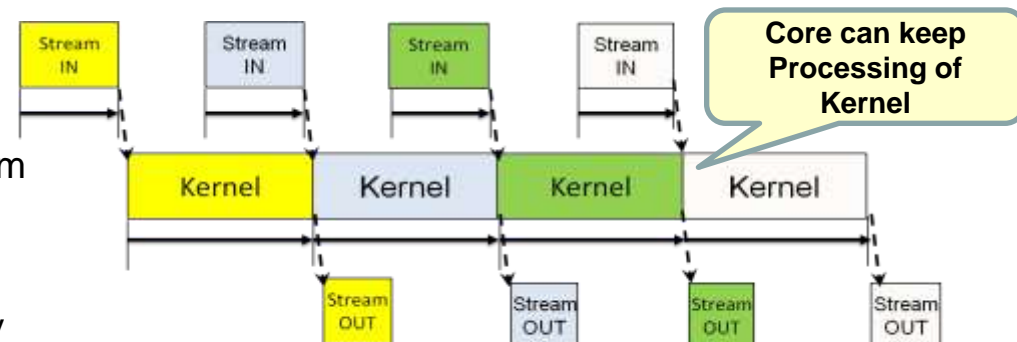 Stream
IN
Stream
IN
Stream
IN
Stream
IN
Core can keep
Processing of
Kernel
m
Kernel
Kernel
Kernel
Kernel
Stream
OUT
Stream
OUT
Stream
OUT
Stream
OUT